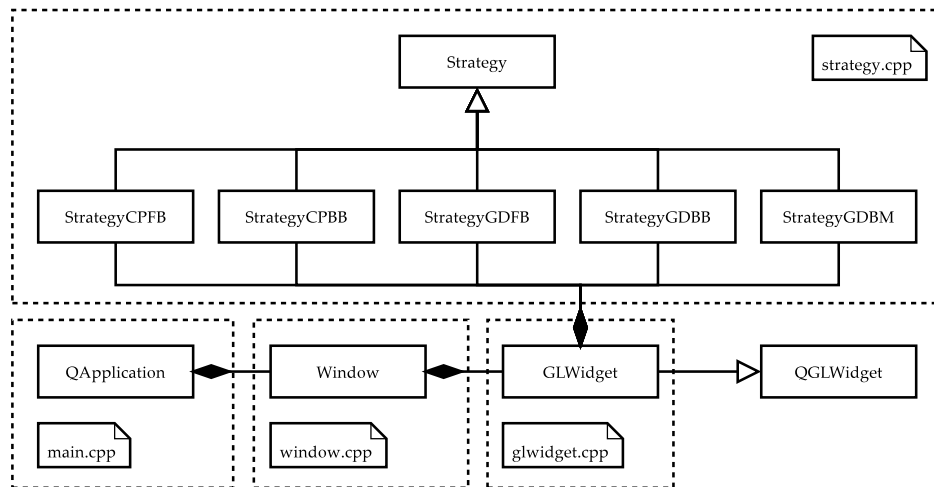 Strategy
strategy.cpp
StrategyCPFB
StrategyCPBB
StrategyGDFB
StrategyGDBB
StrategyGDBM
QApplication
Window
GLWidget
QGLWidget
main.cpp
window.cpp
glwidget.cpp